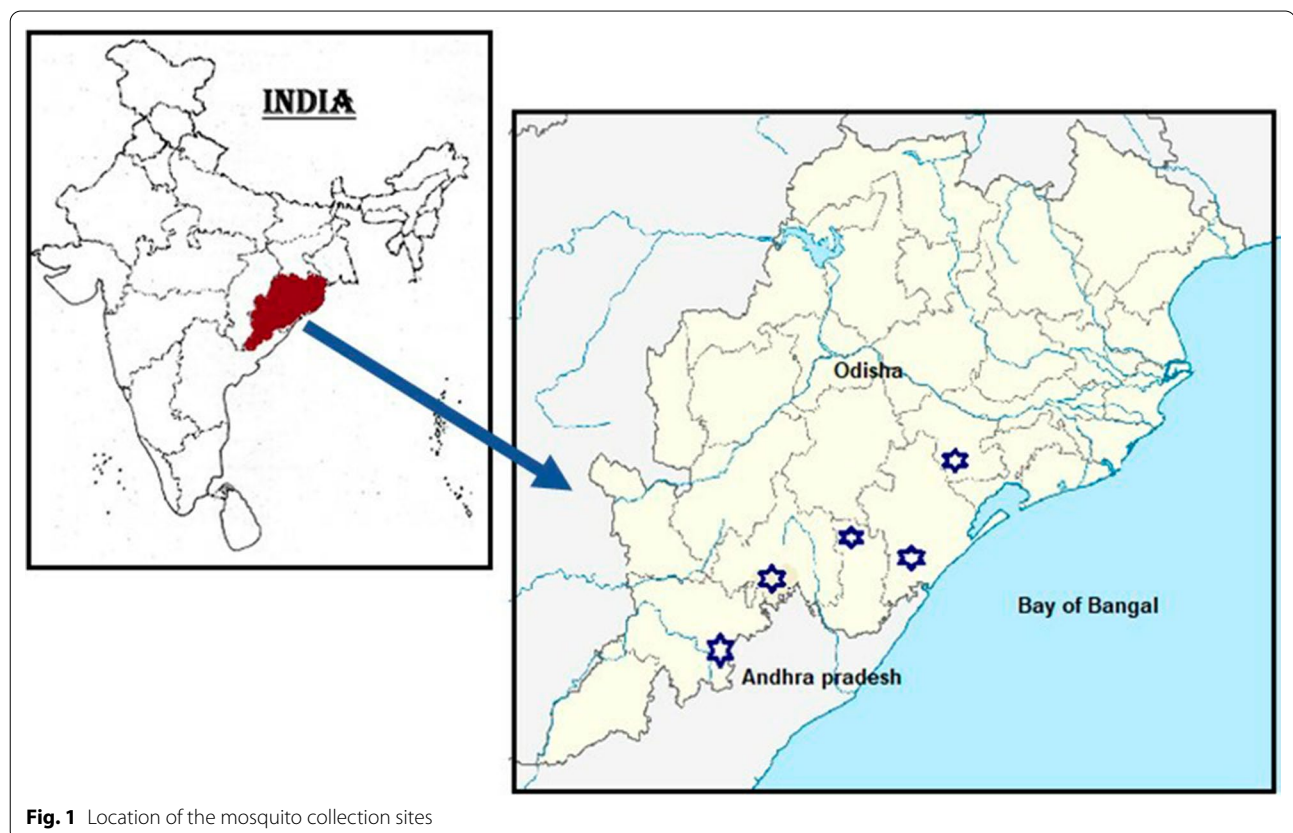 INDIA
Odisha
Bay of Bangal
Andhra pradesh
Fig. 1 Location of the mosquito collection sites